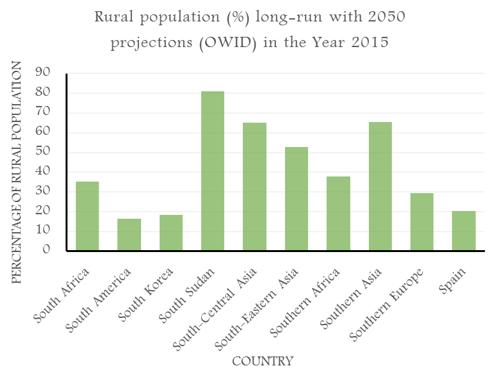 Rural population (%) long-run with 2050
projections (OWID) in the Year 2015
PERCENTAGE OF RURAL POPULATION
90
80
70
60
50
40
30
20
10
0
South Africa
South America
South Korea
South Sudan
South-Central Asia
South-Eastern Asia
Southern Africa
Southern Asia
Southern Europe
Spain
COUNTRY